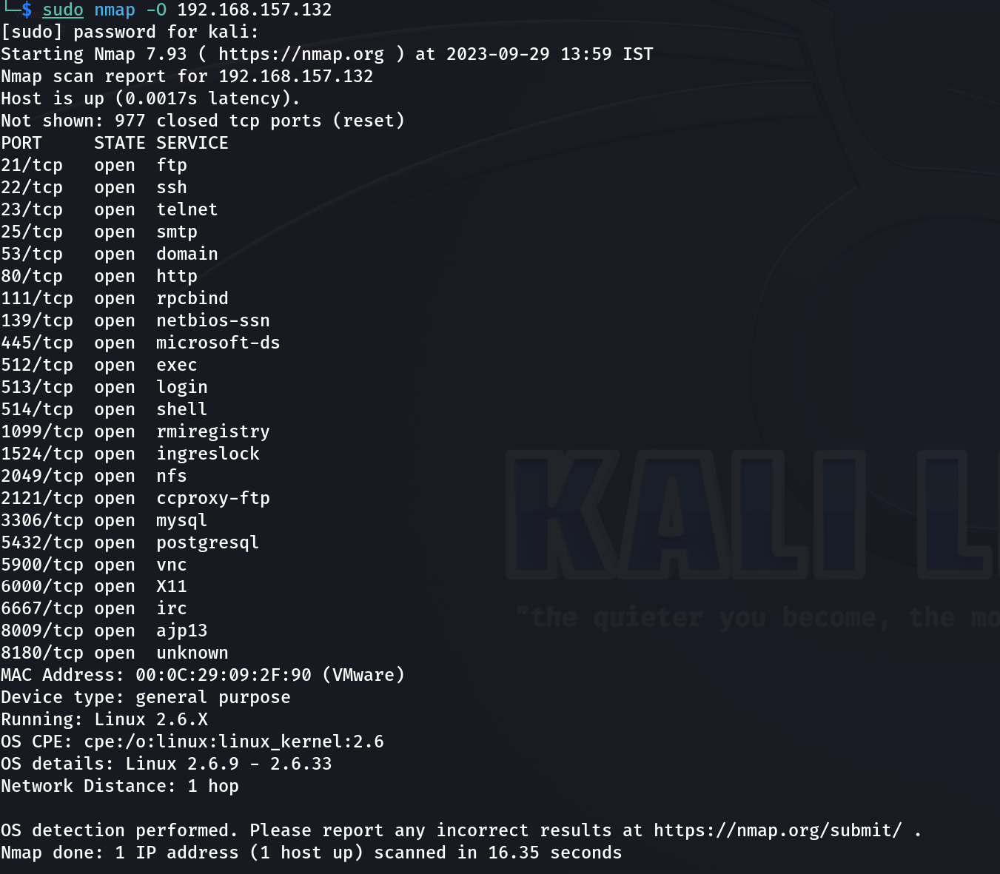 └─$ sudo nmap -O 192.168.157.132
[sudo] password for kali:
Starting Nmap 7.93 ( https://nmap.org ) at 2023-09-29 13:59 IST
Nmap scan report for 192.168.157.132
Host is up (0.0017s latency).
Not shown: 977 closed tcp ports (reset)
PORT     STATE SERVICE
21/tcp   open  ftp
22/tcp   open  ssh
23/tcp   open  telnet
25/tcp   open  smtp
53/tcp   open  domain
80/tcp   open  http
111/tcp  open  rpcbind
139/tcp  open  netbios-ssn
445/tcp  open  microsoft-ds
512/tcp  open  exec
513/tcp  open  login
514/tcp  open  shell
1099/tcp open  rmiregistry
1524/tcp open  ingreslock
2049/tcp open  nfs
2121/tcp open  ccproxy-ftp
3306/tcp open  mysql
5432/tcp open  postgresql
5900/tcp open  vnc
6000/tcp open  X11
6667/tcp open  irc
8009/tcp open  ajp13
8180/tcp open  unknown
MAC Address: 00:0C:29:09:2F:90 (VMware)
Device type: general purpose
Running: Linux 2.6.X
OS CPE: cpe:/o:linux:linux_kernel:2.6
OS details: Linux 2.6.9 - 2.6.33
Network Distance: 1 hop
OS detection performed. Please report any incorrect results at https://nmap.org/submit/ .
Nmap done: 1 IP address (1 host up) scanned in 16.35 seconds
KALI L
"the quieter you become, the mo